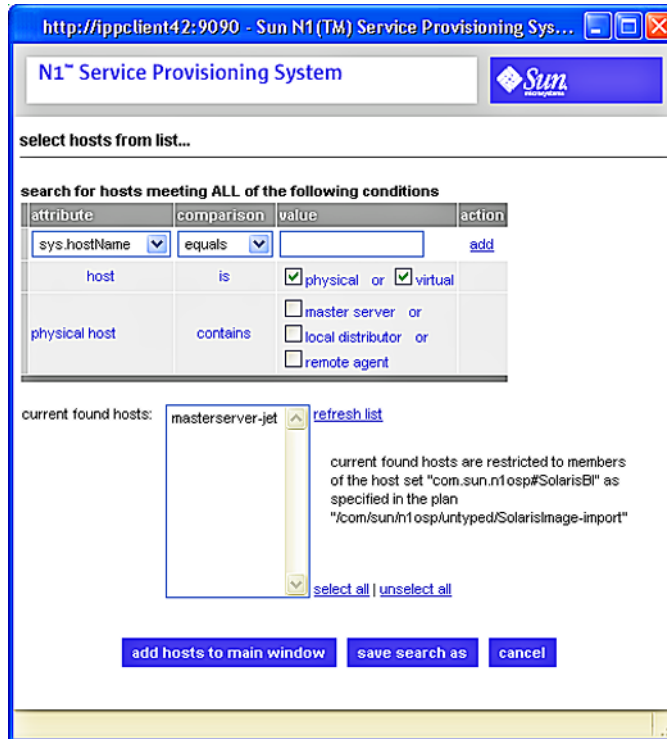 http://ippclient42:9090 - Sun N1(TM) Service Provisioning Sys...
N1™ Service Provisioning System
Sun
microsystems
select hosts from list...
search for hosts meeting ALL of the following conditions
attribute comparison value action
sys.hostName equals add
host is physical or virtual
physical host contains master server or
local distributor or
remote agent
current found hosts: masterserver-jet refresh list
current found hosts are restricted to members
of the host set "com.sun.n1osp#SolarisBI" as
specified in the plan
"/com/sun/n1osp/untyped/SolarisImage-import"
select all | unselect all
add hosts to main window save search as cancel